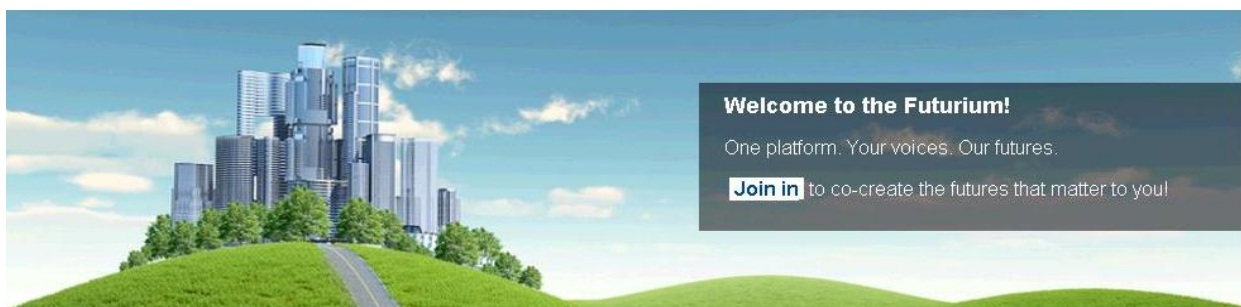 Welcome to the Futurium!
One platform. Your voices. Our futures.
Join in to co-create the futures that matter to you!